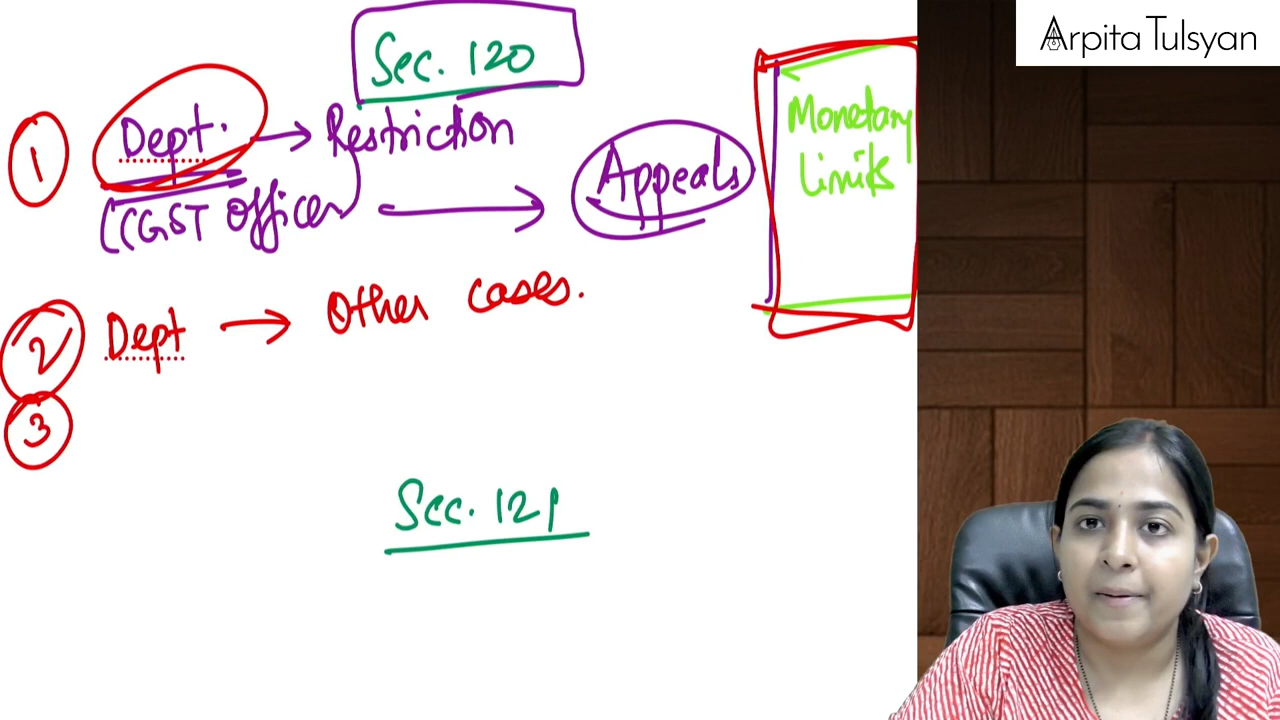 Arpita Tulsyan
Sec. 120
1 Dept. → Restriction
(CGST Officer → Appeals
Monetary
Limits
2 Dept → Other cases.
3
Sec. 121